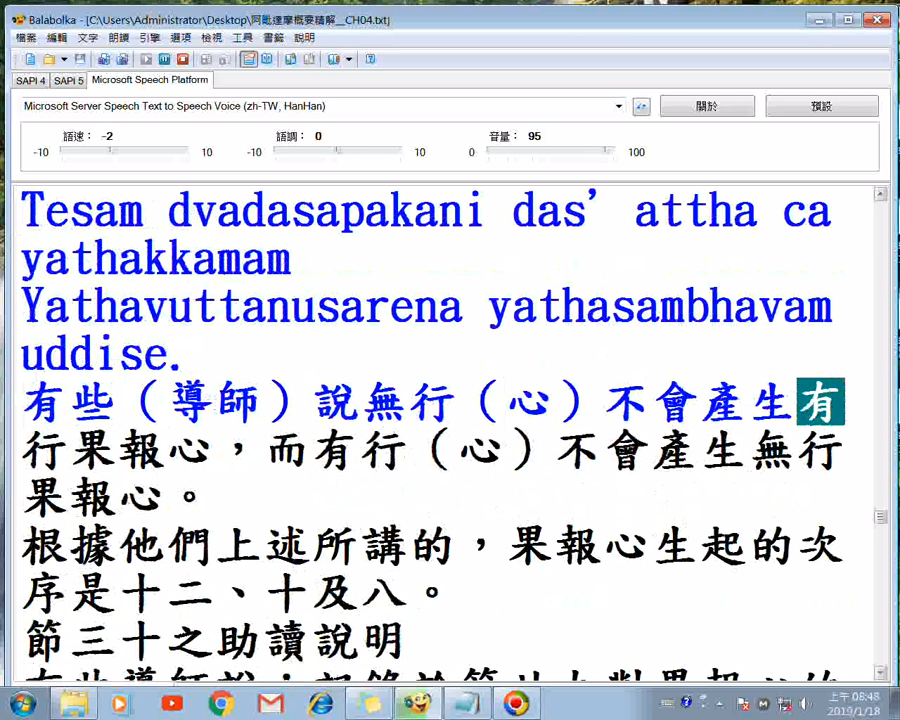 Balabolka - [C:\Users\Administrator\Desktop\阿毗達摩概要精解__CH04.txt]
檔案 編輯 文字 朗讀 引擎 選項 檢視 工具 書籤 說明
SAPI 4 SAPI 5 Microsoft Speech Platform
Microsoft Server Speech Text to Speech Voice (zh-TW, HanHan) 關於 預設
語速： -2 語調： 0 音量： 95
-10 10 -10 10 0 100
Tesam dvadasapakani das’ attha ca
yathakkamam
Yathavuttanusarena yathasambhavam
uddise.
有些（導師）說無行（心）不會產生有
行果報心，而有行（心）不會產生無行
果報心。
根據他們上述所講的，果報心生起的次
序是十二、十及八。
節三十之助讀說明
上午 08:48
2019/1/18